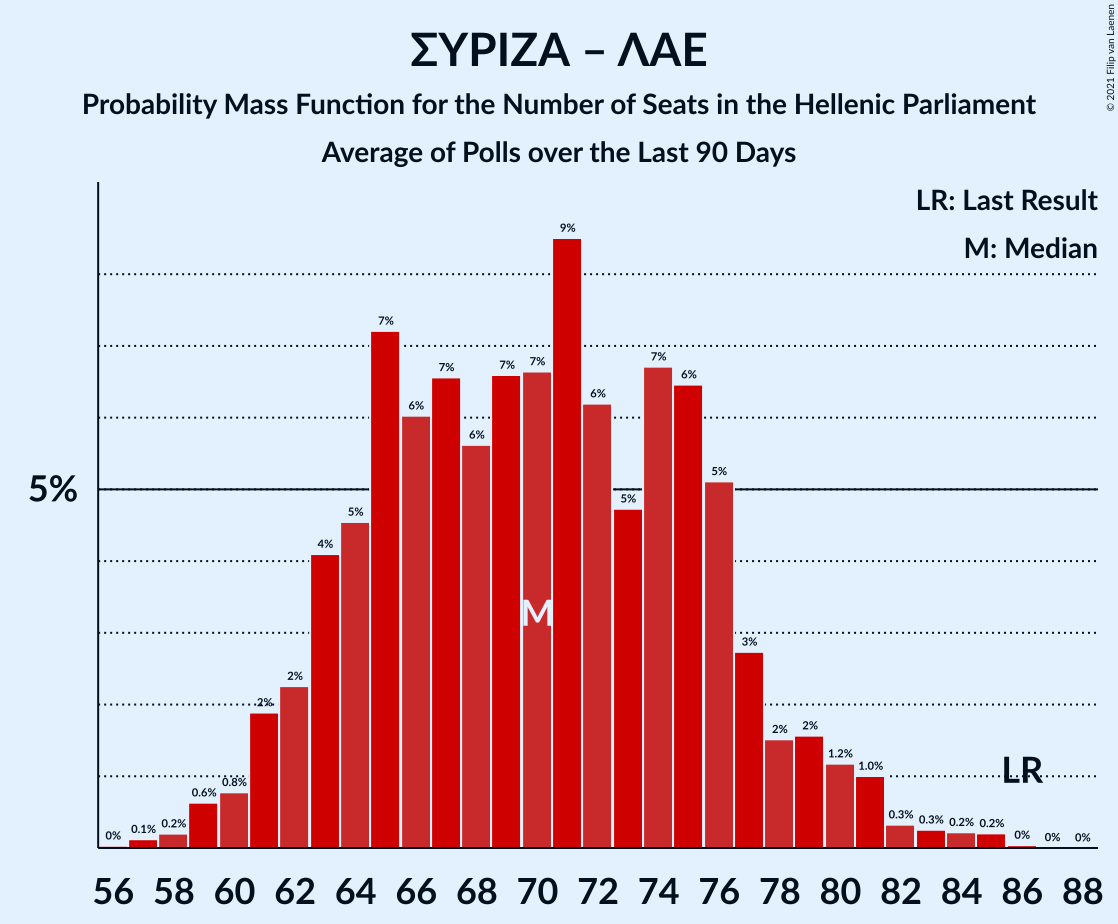 ΣΥΡΙΖΑ – ΛΑΕ
Probability Mass Function for the Number of Seats in the Hellenic Parliament
Average of Polls over the Last 90 Days
© 2021 Filip van Laenen
LR: Last Result
M: Median
5%
0% 0.1% 0.2% 0.6% 0.8% 2% 2% 4% 5% 7% 6% 7% 6% 7% 7% 9% 6% 5% 7% 6% 5% 3% 2% 2% 1.2% 1.0% 0.3% 0.3% 0.2% 0.2% 0% 0% 0%
M
LR
56 58 60 62 64 66 68 70 72 74 76 78 80 82 84 86 88